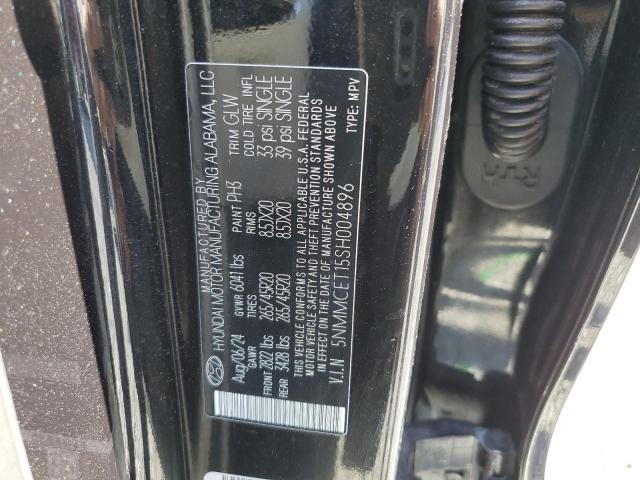 MANUFACTURED BY
HYUNDAI MOTOR MANUFACTURING ALABAMA, LLC
Aug/06/24 GVWR 6041 lbs PAINT PH3 TRIM GLW
GAWR TIRES RIMS COLD TIRE INFL
FRONT 2822 lbs 265/45R20 8.5JX20 33 psi SINGLE
REAR 3428 lbs 265/45R20 8.5JX20 39 psi SINGLE
THIS VEHICLE CONFORMS TO ALL APPLICABLE U.S.A. FEDERAL
MOTOR VEHICLE SAFETY, BUMPER, AND THEFT PREVENTION STANDARDS
IN EFFECT ON THE DATE OF MANUFACTURE SHOWN ABOVE
V.I.N 5NMMCET15SH004896 TYPE: MPV